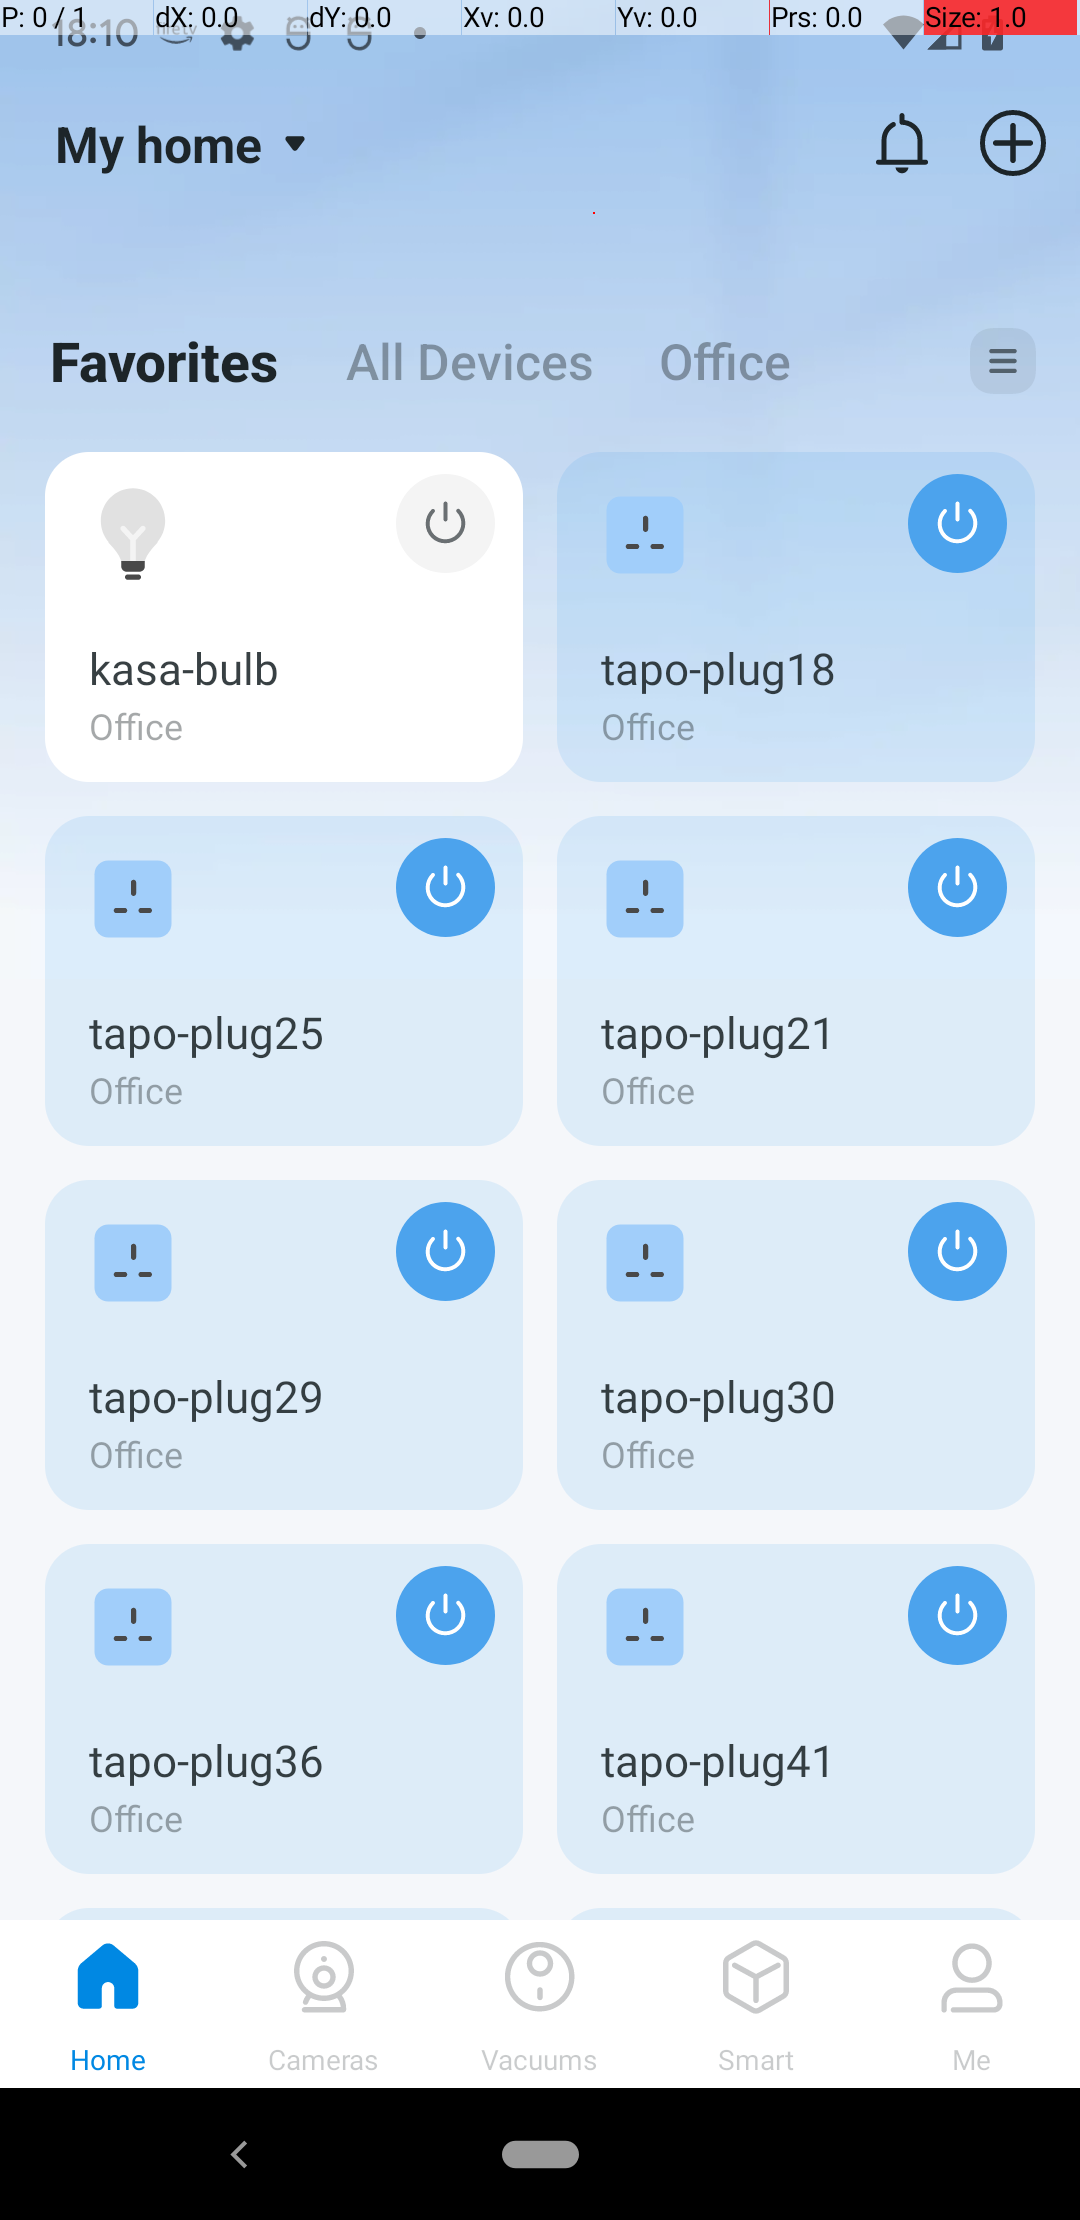 P: 0 / 1 dX: 0.0 dY: 0.0 Xv: 0.0 Yv: 0.0 Prs: 0.0 Size: 1.0
18:10
My home
Favorites All Devices Office
kasa-bulb
Office
tapo-plug18
Office
tapo-plug25
Office
tapo-plug21
Office
tapo-plug29
Office
tapo-plug30
Office
tapo-plug36
Office
tapo-plug41
Office
Home Cameras Vacuums Smart Me